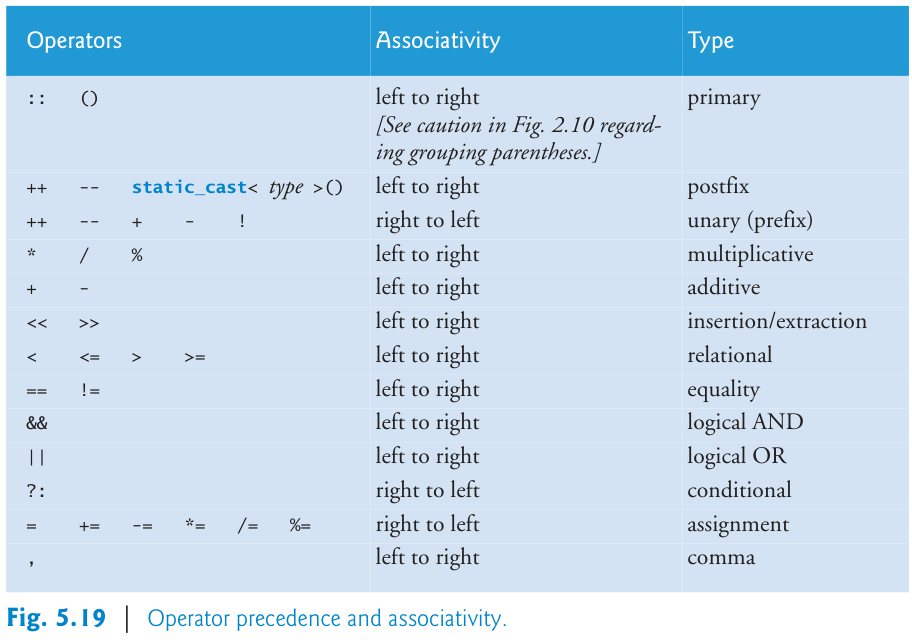 Operators Associativity Type
:: () left to right primary
[See caution in Fig. 2.10 regard-
ing grouping parentheses.]
++ -- static_cast< type >() left to right postfix
++ -- + - ! right to left unary (prefix)
* / % left to right multiplicative
+ - left to right additive
<< >> left to right insertion/extraction
< <= > >= left to right relational
== != left to right equality
&& left to right logical AND
|| left to right logical OR
?: right to left conditional
= += -= *= /= %= right to left assignment
, left to right comma
Fig. 5.19 | Operator precedence and associativity.